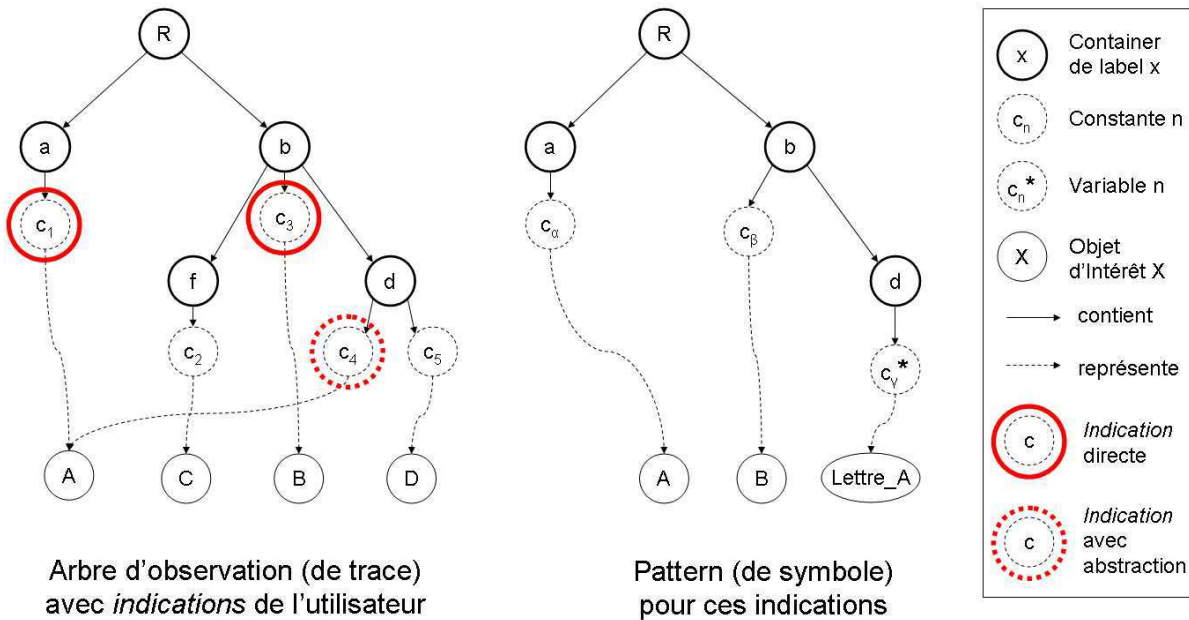 R
a
b
c1
c3
f
d
c2
c4
c5
A
C
B
D
Arbre d'observation (de trace)
avec indications de l'utilisateur
R
a
b
cα
cβ
d
cγ*
A
B
Lettre_A
Pattern (de symbole)
pour ces indications
x
Container
de label x
cn
Constante n
cn*
Variable n
X
Objet
d'Intérêt X
contient
représente
c
Indication
directe
c
Indication
avec
abstraction